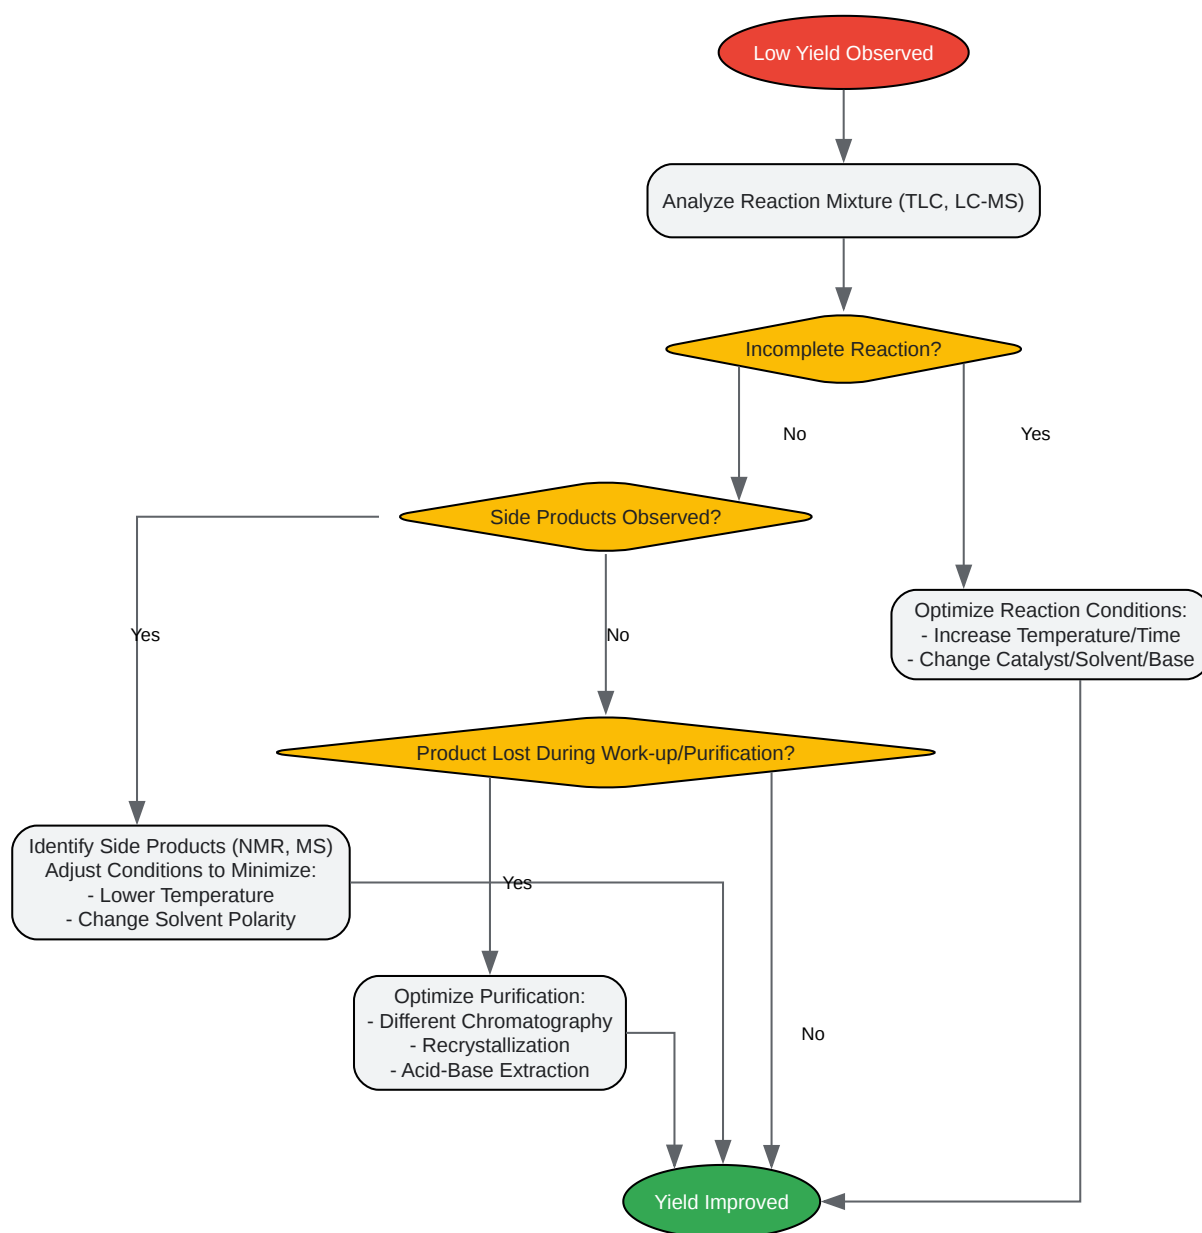 Low Yield Observed
Analyze Reaction Mixture (TLC, LC-MS)
Incomplete Reaction?
No
Yes
Side Products Observed?
Optimize Reaction Conditions:
- Increase Temperature/Time
- Change Catalyst/Solvent/Base
Yes
No
Product Lost During Work-up/Purification?
Identify Side Products (NMR, MS)
Adjust Conditions to Minimize:
- Lower Temperature
- Change Solvent Polarity
Yes
Optimize Purification:
- Different Chromatography
- Recrystallization
- Acid-Base Extraction
No
Yield Improved